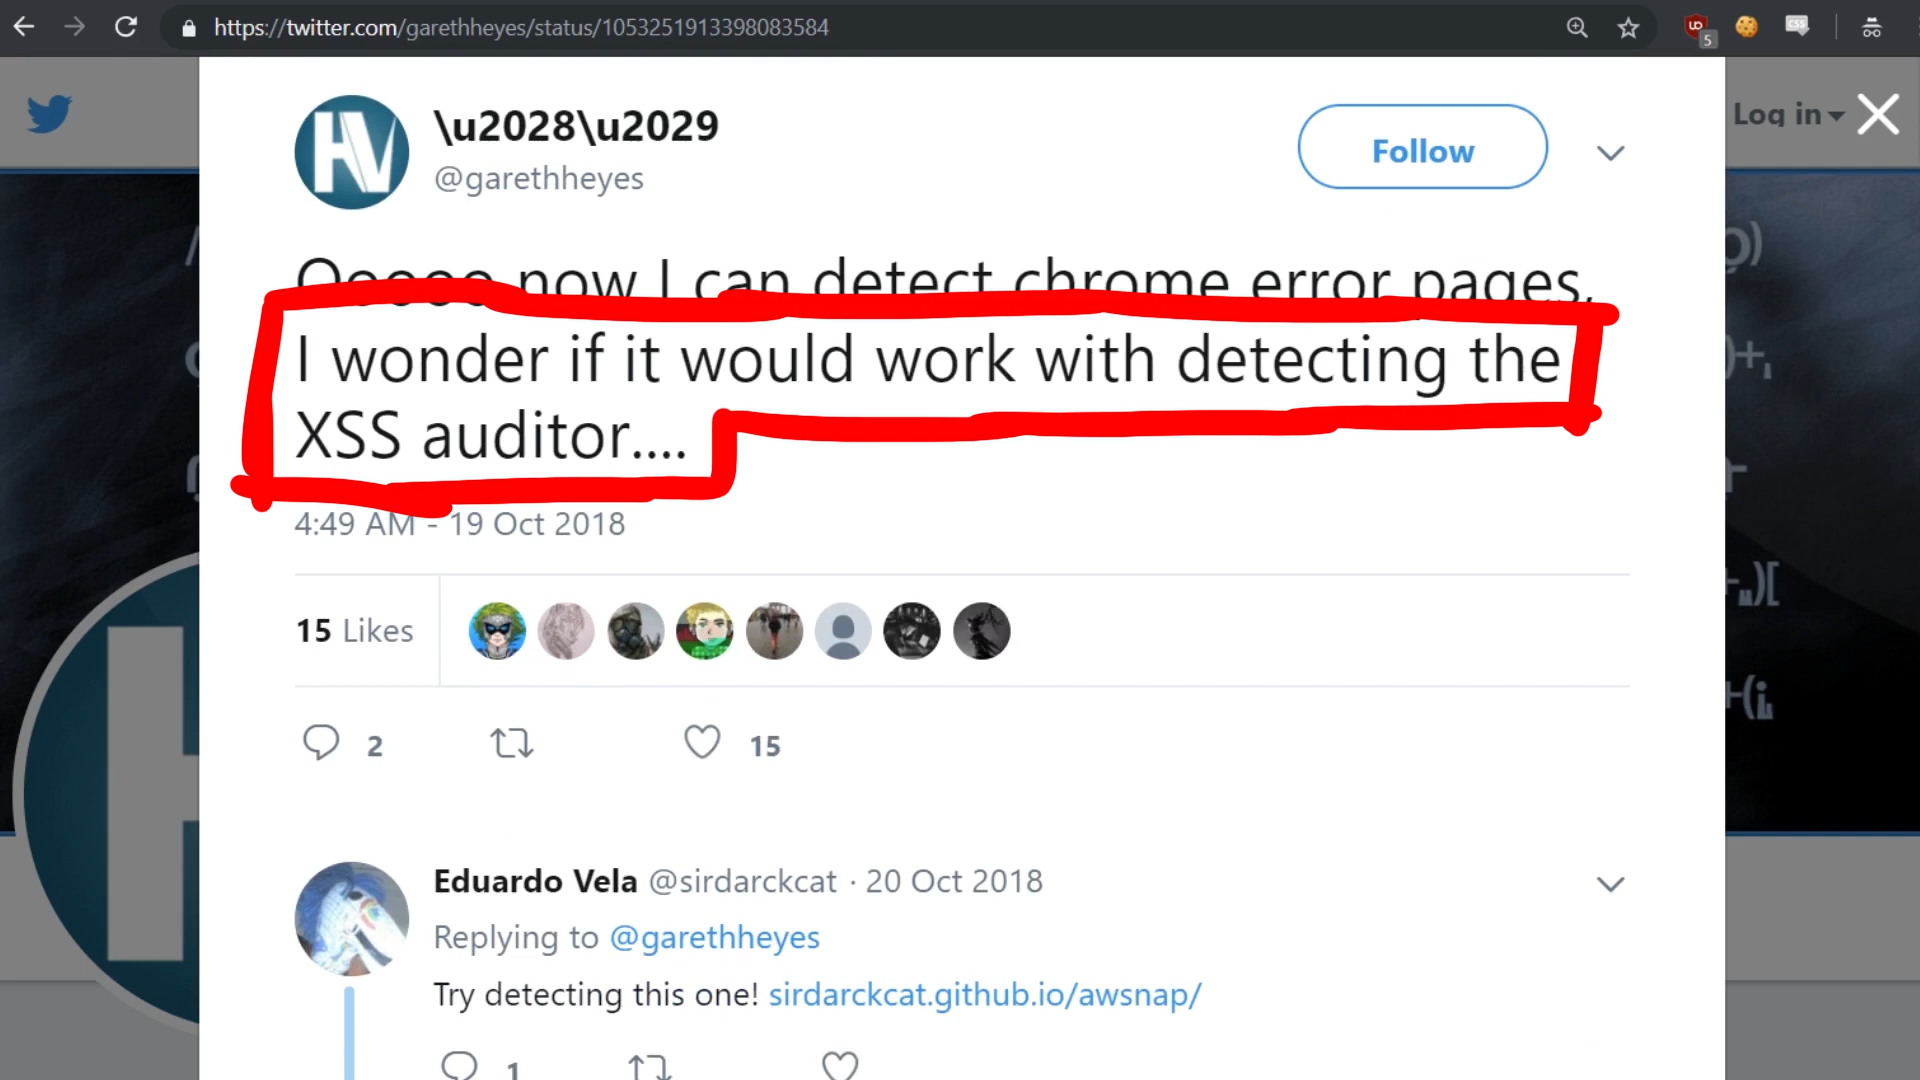 https://twitter.com/garethheyes/status/1053251913398083584
5
Log in
\u2028\u2029
@garethheyes
Follow
Ooooo now I can detect chrome error pages,
I wonder if it would work with detecting the
XSS auditor....
4:49 AM - 19 Oct 2018
15 Likes
2
15
Eduardo Vela @sirdarckcat · 20 Oct 2018
Replying to @garethheyes
Try detecting this one! sirdarckcat.github.io/awsnap/
1